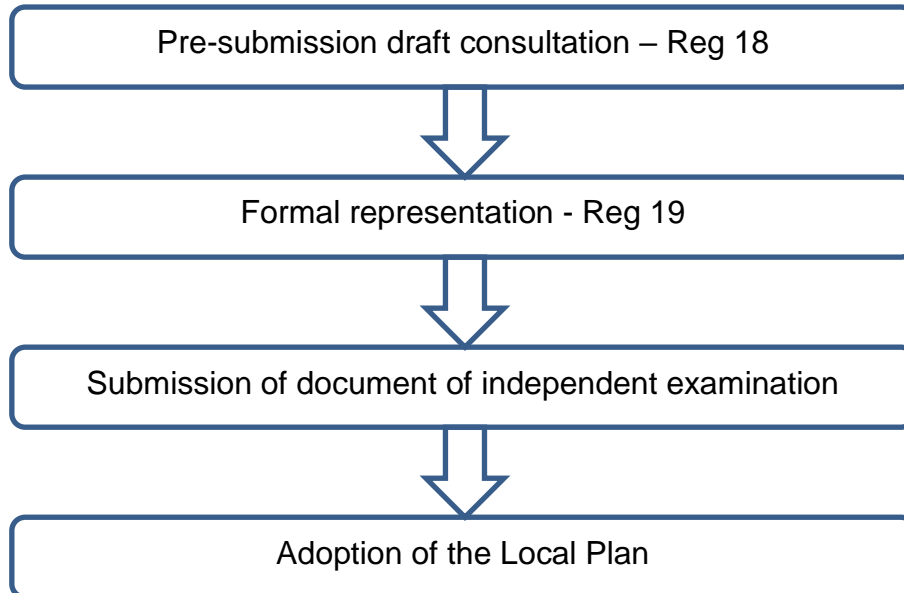 Pre-submission draft consultation – Reg 18
Formal representation - Reg 19
Submission of document of independent examination
Adoption of the Local Plan